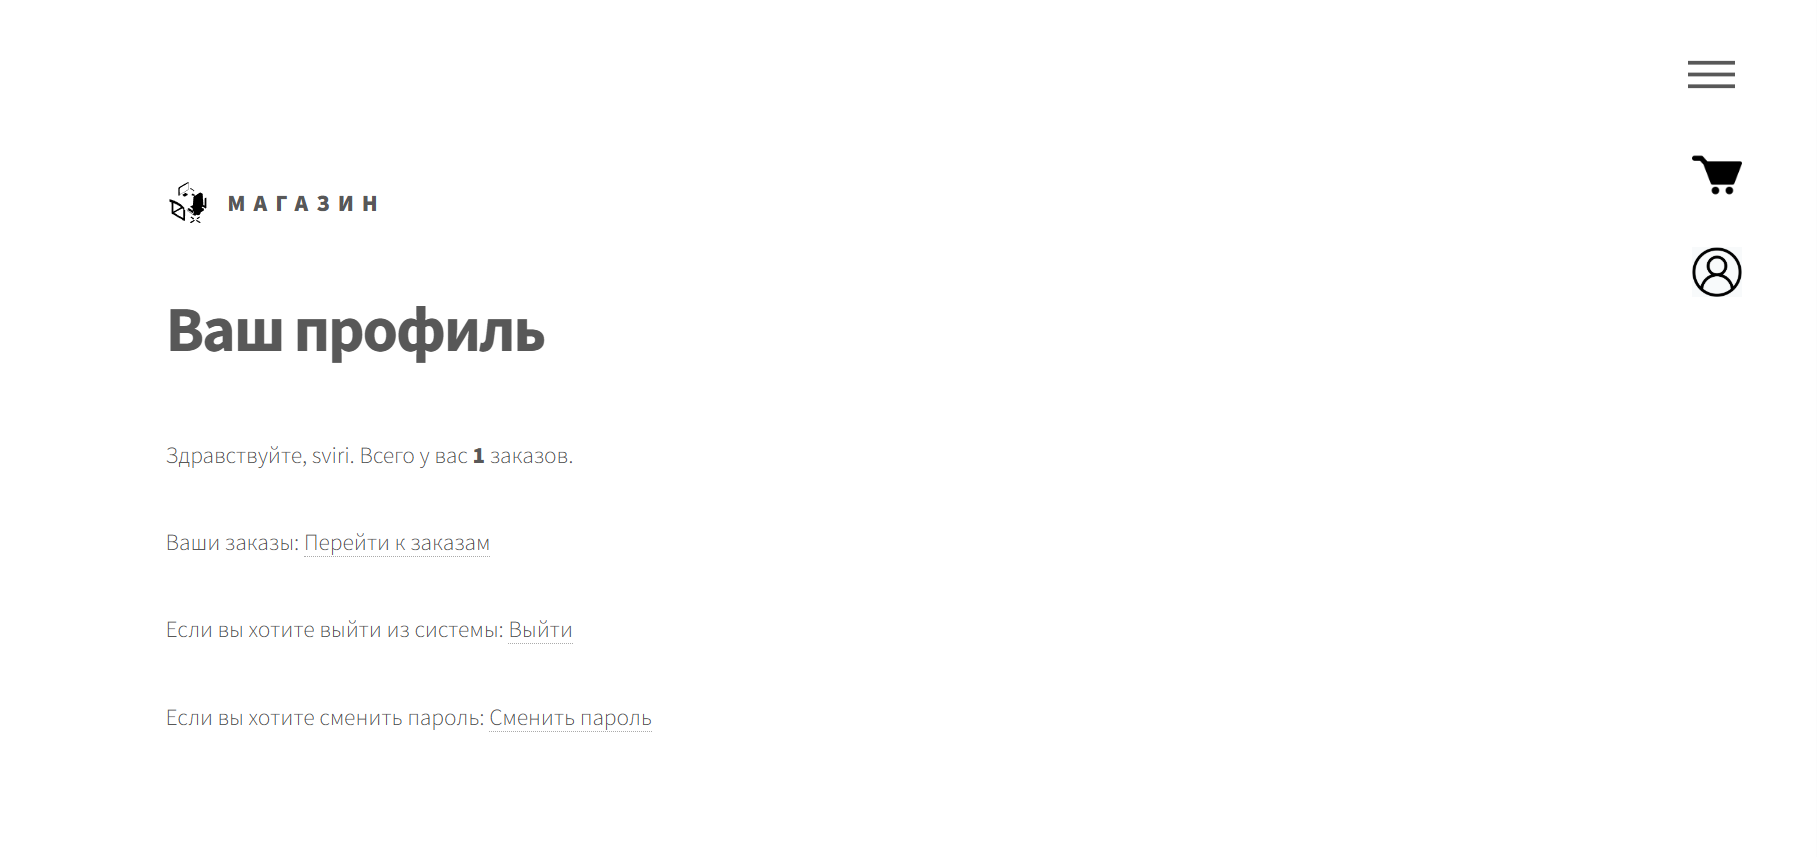 МАГАЗИН
Ваш профиль
Здравствуйте, sviri. Всего у вас 1 заказов.
Ваши заказы: Перейти к заказам
Если вы хотите выйти из системы: Выйти
Если вы хотите сменить пароль: Сменить пароль